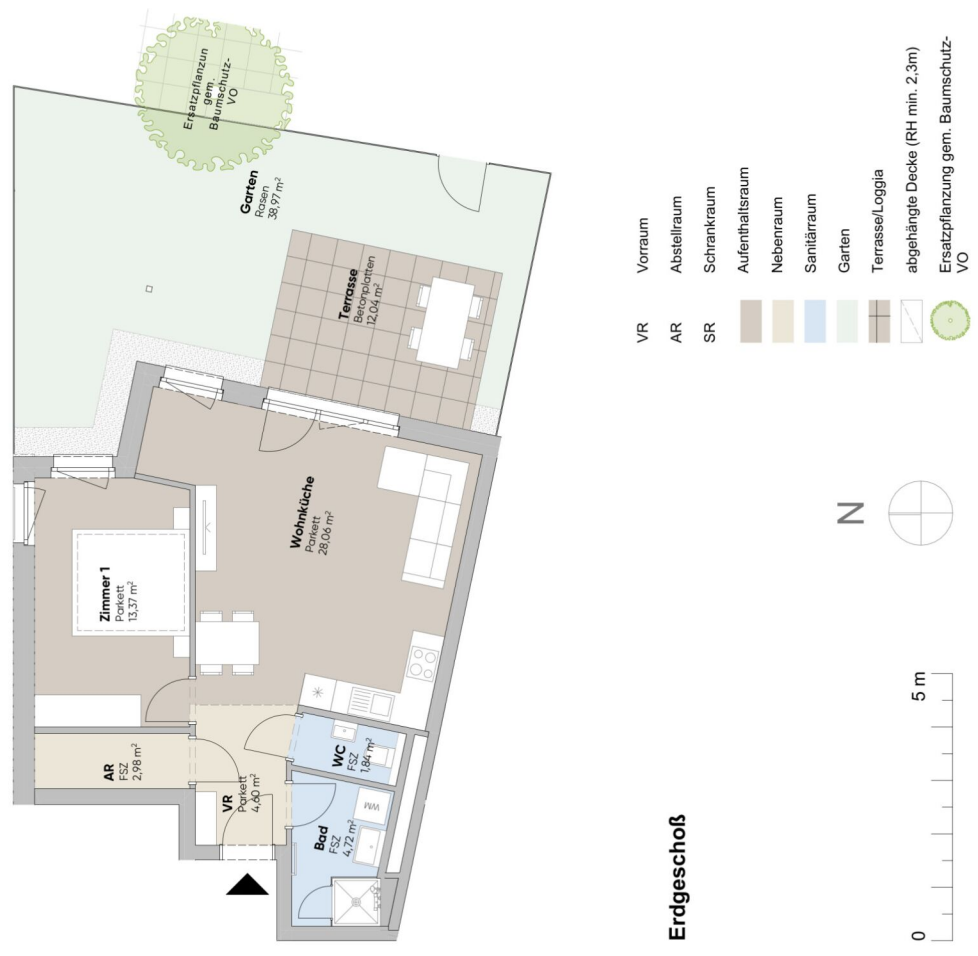 Ersatzpflanzun
gem.
Baumschutz-
VO
Garten
Rasen
38,97 m²
Terrasse
Betonplatten
12,04 m²
Wohnküche
Parkett
28,06 m²
Zimmer 1
Parkett
13,37 m²
AR
FSZ
2,98 m²
VR
Parkett
4,60 m²
WC
FSZ
1,84 m²
Bad
FSZ
4,72 m²
WM
VR Vorraum
AR Abstellraum
SR Schrankraum
Aufenthaltsraum
Nebenraum
Sanitärraum
Garten
Terrasse/Loggia
abgehängte Decke (RH min. 2,3m)
Ersatzpflanzung gem. Baumschutz-
VO
N
Erdgeschoß
0 5 m